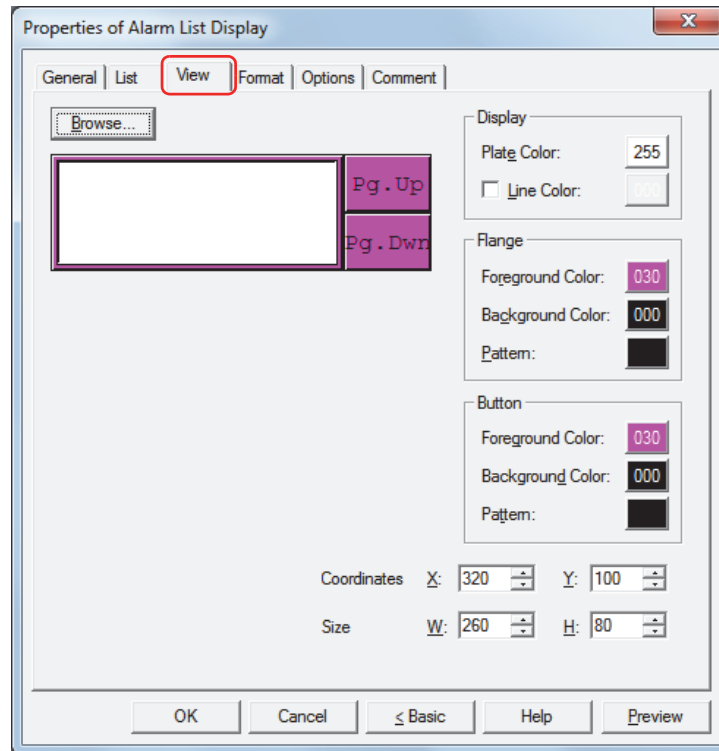 Properties of Alarm List Display
General List View Format Options Comment
Browse...
Pg.Up
Pg.Dwn
Display
Plate Color: 255
Line Color: 000
Flange
Foreground Color: 030
Background Color: 000
Pattern:
Button
Foreground Color: 030
Background Color: 000
Pattern:
Coordinates X: 320 Y: 100
Size W: 260 H: 80
OK Cancel < Basic Help Preview